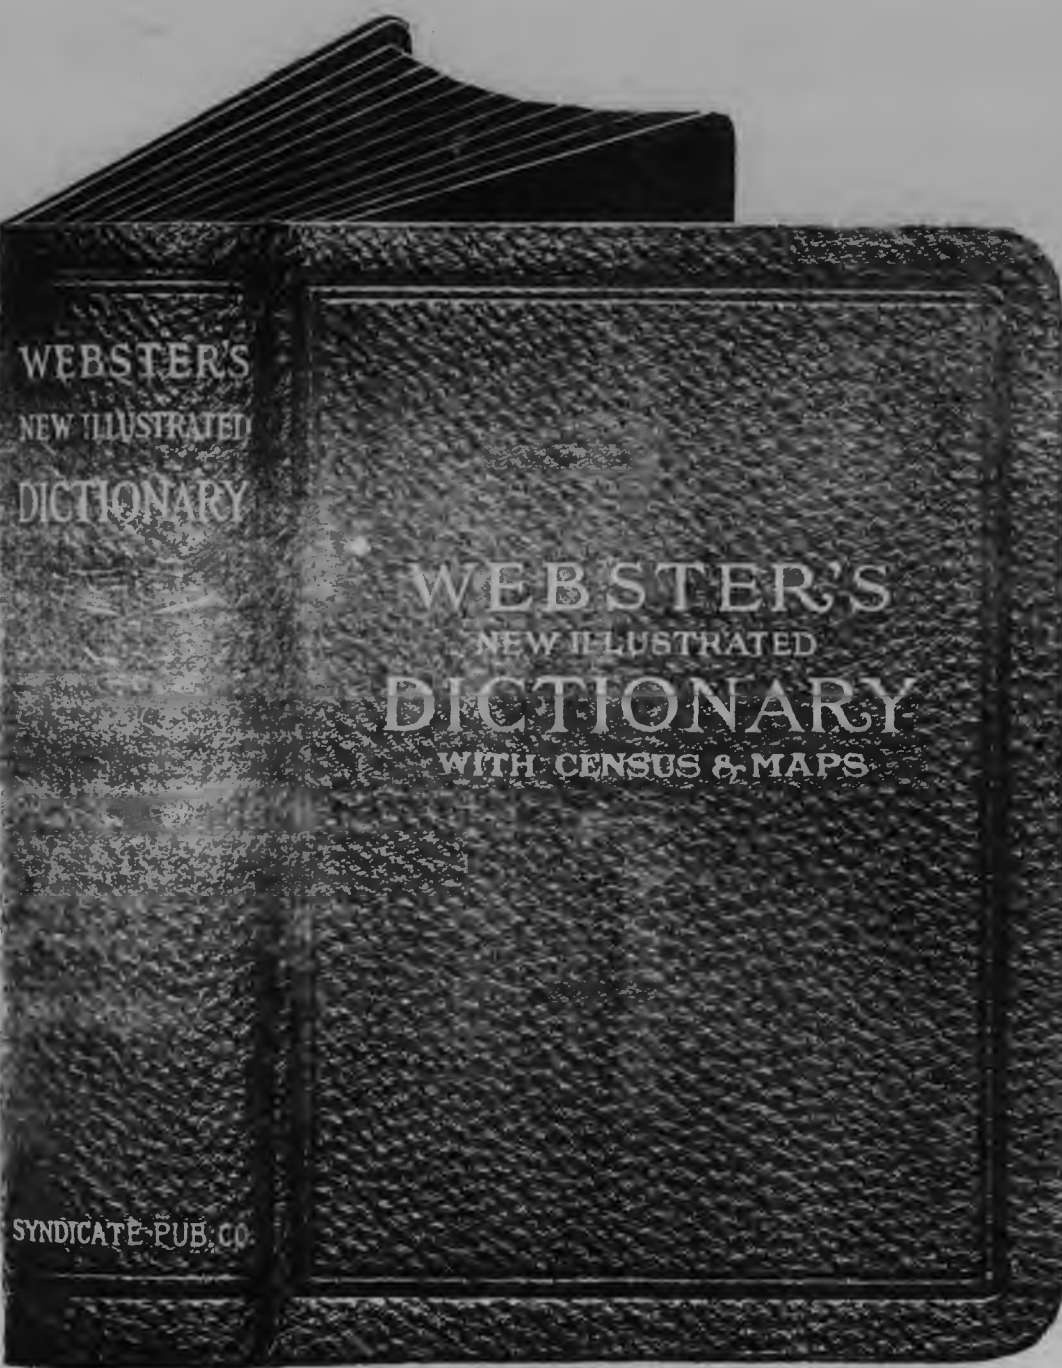 WEBSTER'S
NEW ILLUSTRATED
DICTIONARY
SYNDICATE PUB. CO
WEBSTER'S
NEW ILLUSTRATED
DICTIONARY
WITH CENSUS & MAPS